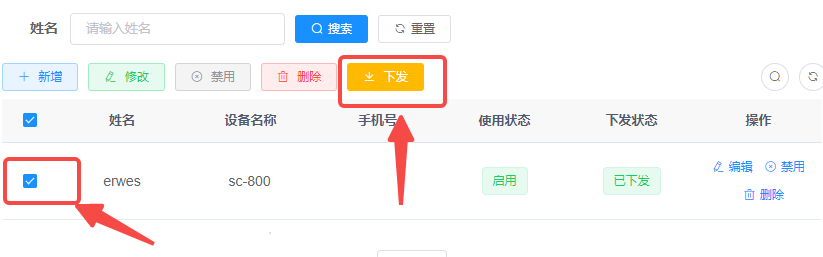 姓名 请输入姓名 搜索 重置
新增 修改 禁用 删除 下发
姓名 设备名称 手机号 使用状态 下发状态 操作
erwes sc-800 启用 已下发 编辑 禁用
删除